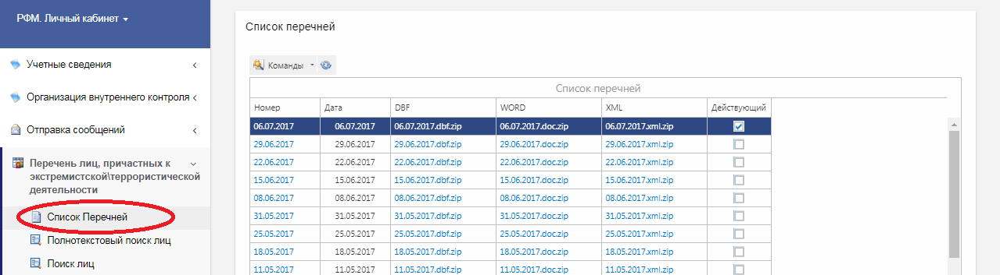 РФМ. Личный кабинет
Учетные сведения
Организация внутреннего контроля
Отправка сообщений
Перечень лиц, причастных к
экстремистской\террористической
деятельности
Список Перечней
Полнотекстовый поиск лиц
Поиск лиц
Список перечней
Команды
Список перечней
Номер Дата DBF WORD XML Действующий
06.07.2017 06.07.2017 06.07.2017.dbf.zip 06.07.2017.doc.zip 06.07.2017.xml.zip
29.06.2017 29.06.2017 29.06.2017.dbf.zip 29.06.2017.doc.zip 29.06.2017.xml.zip
22.06.2017 22.06.2017 22.06.2017.dbf.zip 22.06.2017.doc.zip 22.06.2017.xml.zip
15.06.2017 15.06.2017 15.06.2017.dbf.zip 15.06.2017.doc.zip 15.06.2017.xml.zip
08.06.2017 08.06.2017 08.06.2017.dbf.zip 08.06.2017.doc.zip 08.06.2017.xml.zip
31.05.2017 31.05.2017 31.05.2017.dbf.zip 31.05.2017.doc.zip 31.05.2017.xml.zip
25.05.2017 25.05.2017 25.05.2017.dbf.zip 25.05.2017.doc.zip 25.05.2017.xml.zip
18.05.2017 18.05.2017 18.05.2017.dbf.zip 18.05.2017.doc.zip 18.05.2017.xml.zip
11.05.2017 11.05.2017 11.05.2017.dbf.zip 11.05.2017.doc.zip 11.05.2017.xml.zip